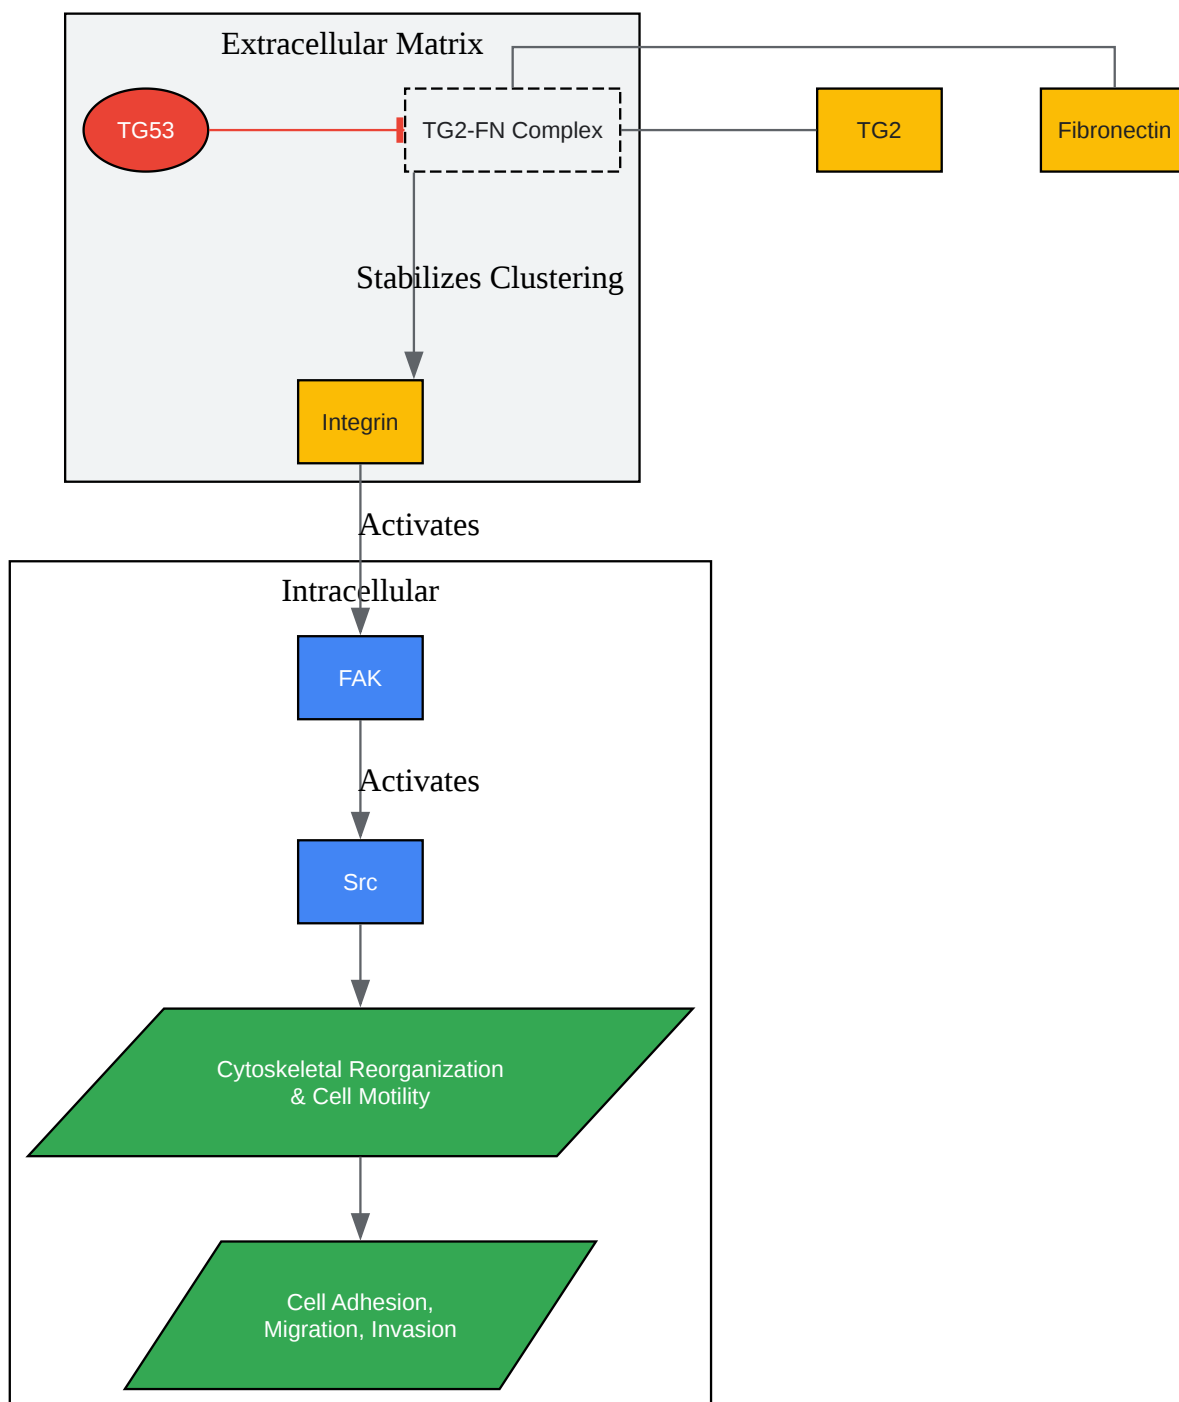 Extracellular Matrix
TG53
TG2-FN Complex
TG2
Fibronectin
Stabilizes Clustering
Integrin
Activates
Intracellular
FAK
Activates
Src
Cytoskeletal Reorganization
& Cell Motility
Cell Adhesion,
Migration, Invasion